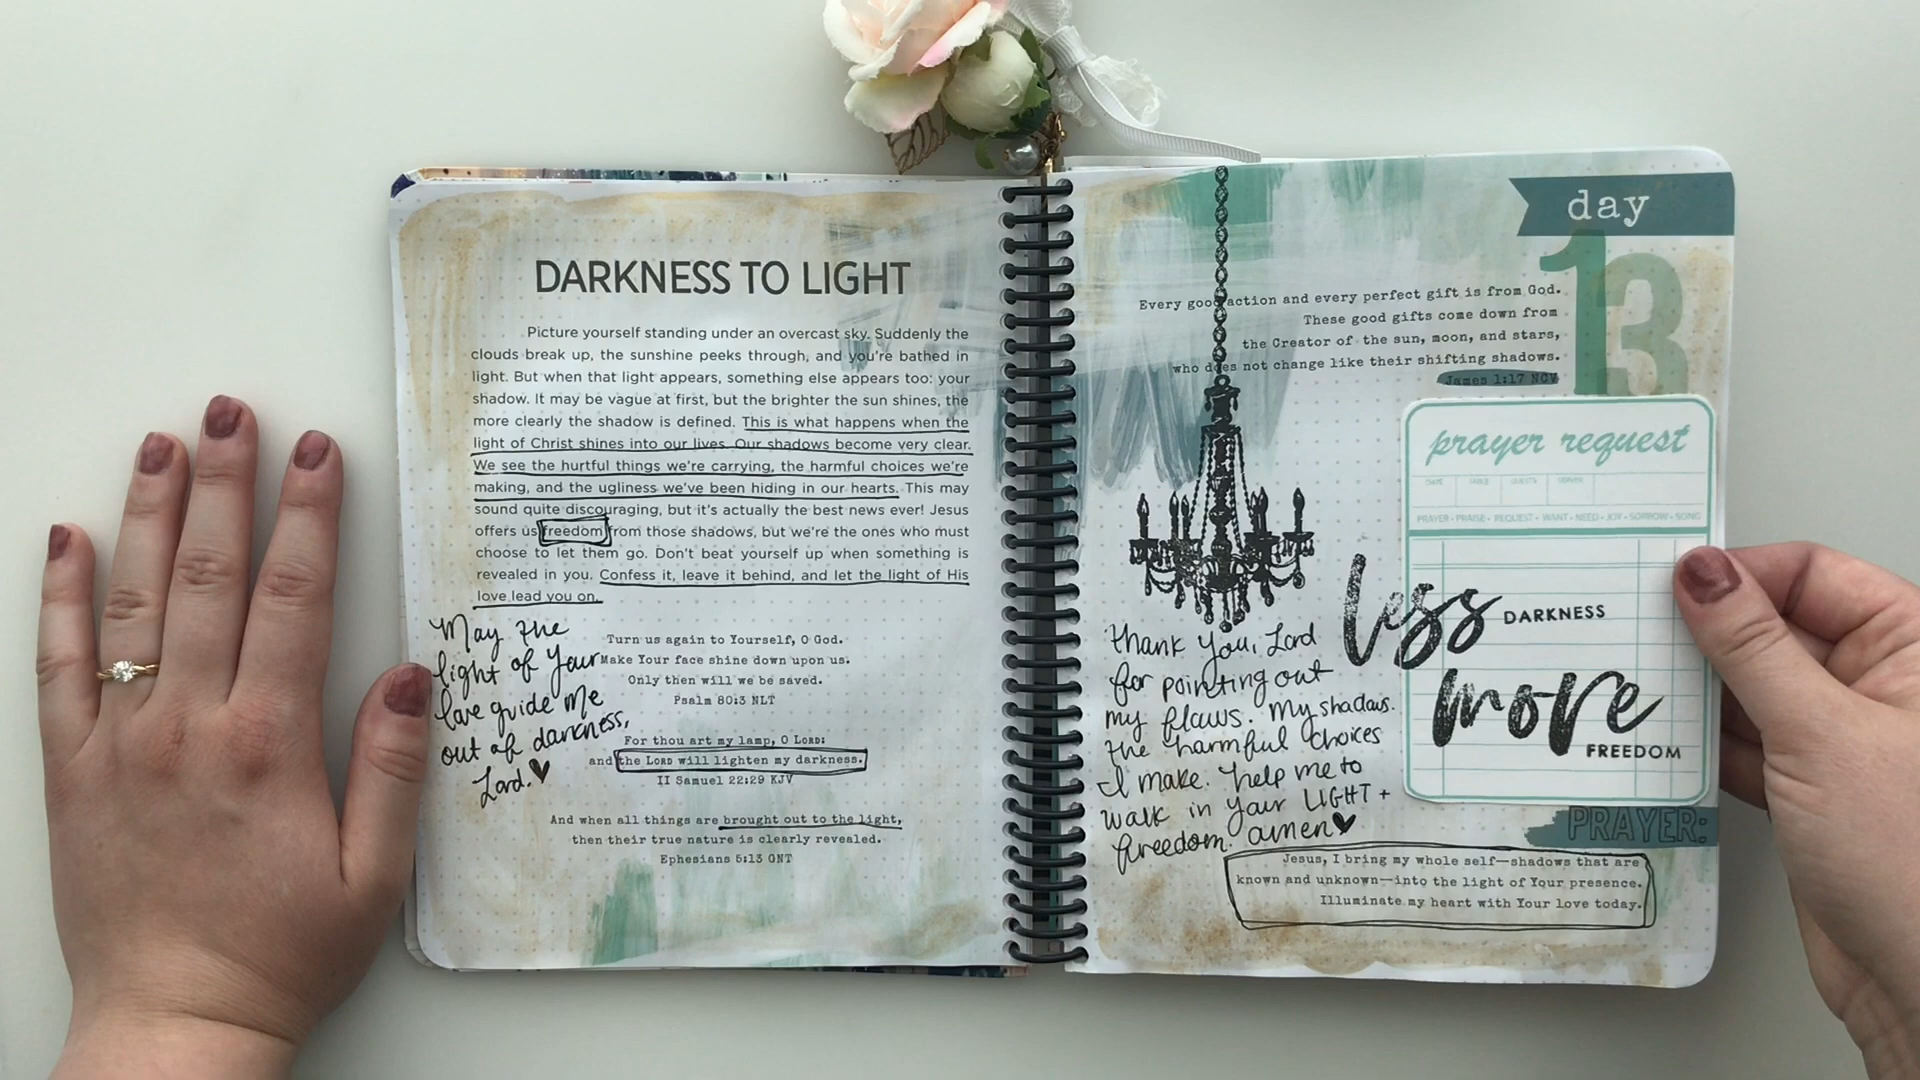 DARKNESS TO LIGHT
Picture yourself standing under an overcast sky. Suddenly the
clouds break up, the sunshine peeks through, and you're bathed in
light. But when that light appears, something else appears too: your
shadow. It may be vague at first, but the brighter the sun shines, the
more clearly the shadow is defined. This is what happens when the
light of Christ shines into our lives. Our shadows become very clear.
We see the hurtful things we're carrying, the harmful choices we're
making, and the ugliness we've been hiding in our hearts. This may
sound quite discouraging, but it's actually the best news ever! Jesus
offers us freedom from those shadows, but we're the ones who must
choose to let them go. Don't beat yourself up when something is
revealed in you. Confess it, leave it behind, and let the light of His
love lead you on.
May the
light of Your
love guide me
out of darkness,
Lord.
Turn us again to Yourself, O God.
Make Your face shine down upon us.
Only then will we be saved.
Psalm 80:3 NLT
For thou art my lamp, O LORD:
and the LORD will lighten my darkness.
II Samuel 22:29 KJV
And when all things are brought out to the light,
then their true nature is clearly revealed.
Ephesians 5:13 GNT
day
13
Every good action and every perfect gift is from God.
These good gifts come down from
the Creator of the sun, moon, and stars,
who does not change like their shifting shadows.
James 1:17 NCV
prayer request
DATE TABLE GUESTS SERVER
PRAYER • PRAISE • REQUEST • WANT • NEED • JOY • SORROW • SONG
less DARKNESS
more
FREEDOM
Thank you, Lord
for pointing out
my flaws. My shadows.
The harmful choices
I make. Help me to
walk in your LIGHT +
freedom. amen
PRAYER:
Jesus, I bring my whole self—shadows that are
known and unknown—into the light of Your presence.
Illuminate my heart with Your love today.